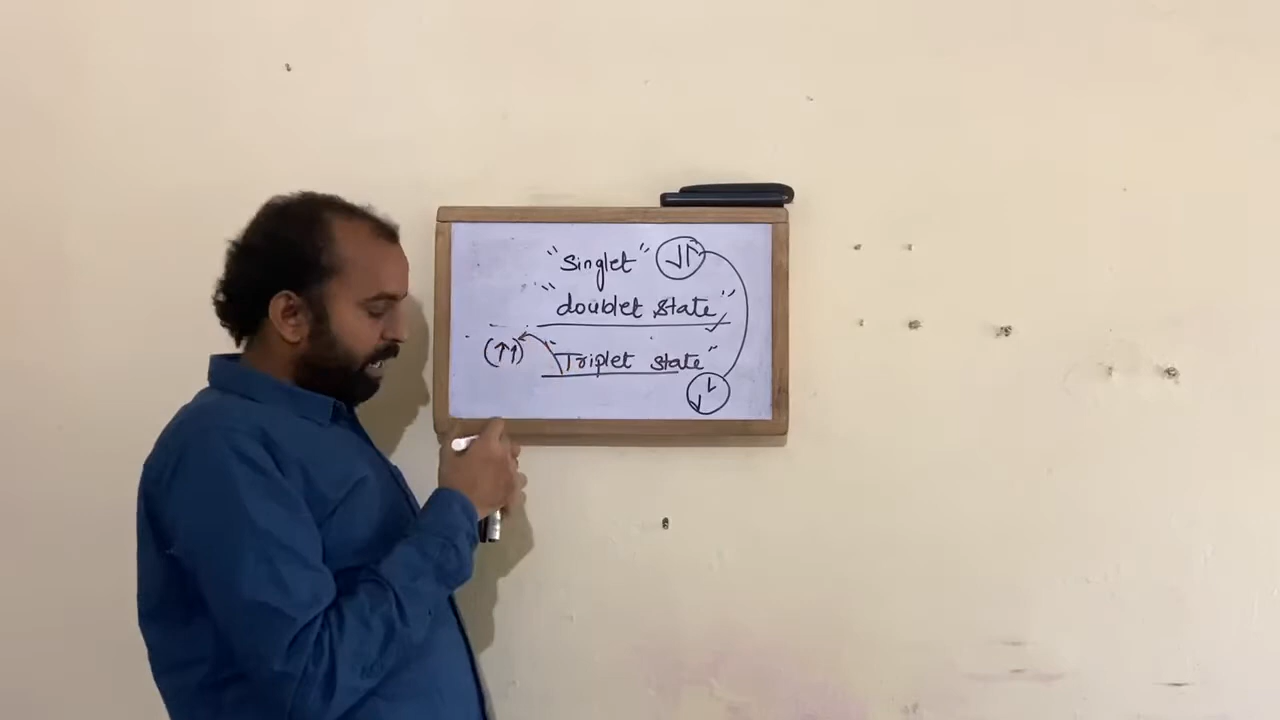 "Singlet" ↓↑
"doublet state"
(↑↑) "Triplet state"